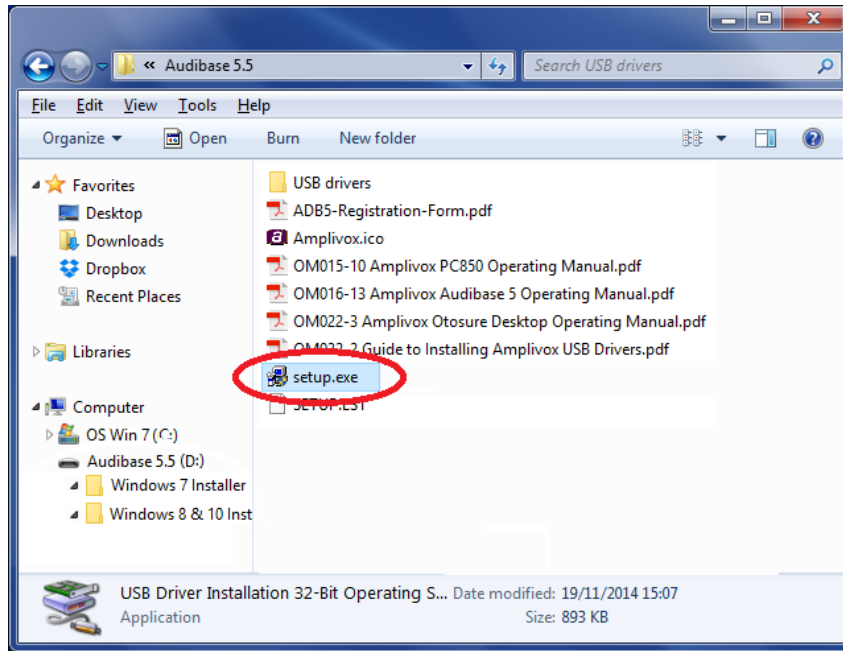 « Audibase 5.5
Search USB drivers
File Edit View Tools Help
Organize Open Burn New folder
Favorites
Desktop
Downloads
Dropbox
Recent Places
Libraries
Computer
OS Win 7 (C:)
Audibase 5.5 (D:)
Windows 7 Installer
Windows 8 & 10 Inst
USB drivers
ADB5-Registration-Form.pdf
Amplivox.ico
OM015-10 Amplivox PC850 Operating Manual.pdf
OM016-13 Amplivox Audibase 5 Operating Manual.pdf
OM022-3 Amplivox Otosure Desktop Operating Manual.pdf
Guide to Installing Amplivox USB Drivers.pdf
setup.exe
SETUP.LST
USB Driver Installation 32-Bit Operating S... Date modified: 19/11/2014 15:07
Application Size: 893 KB